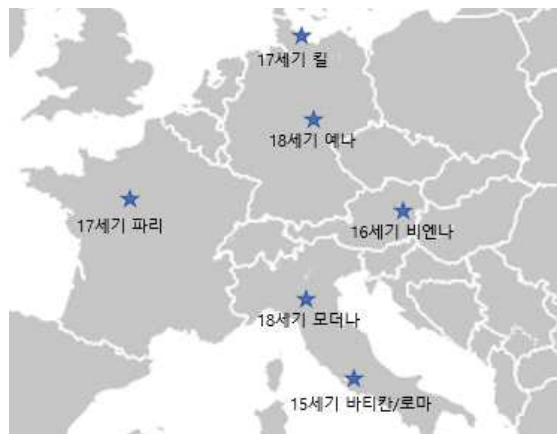 17세기 킬
18세기 예나
17세기 파리
16세기 비엔나
18세기 모더나
15세기 바티칸/로마